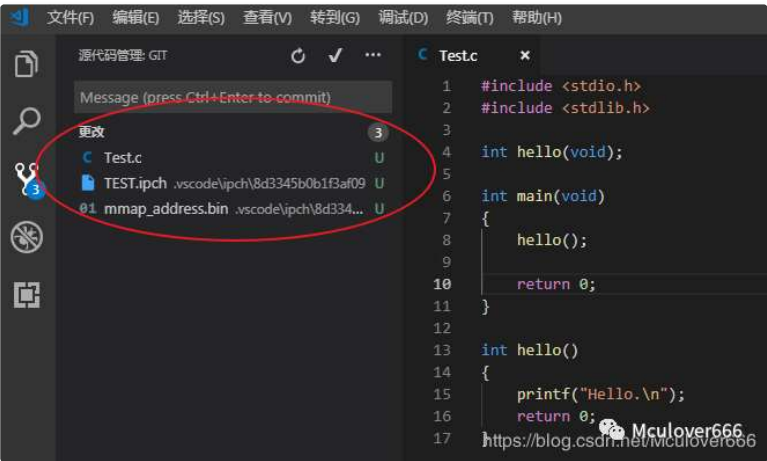 文件(F) 编辑(E) 选择(S) 查看(V) 转到(G) 调试(D) 终端(T) 帮助(H)
源代码管理: GIT
Message (press Ctrl+Enter to commit)
更改 3
Test.c U
TEST.ipch .vscode\ipch\8d3345b0b1f3af09 U
mmap_address.bin .vscode\ipch\8d334... U
3
C Test.c ×
1 #include <stdio.h>
2 #include <stdlib.h>
3
4 int hello(void);
5
6 int main(void)
7 {
8 hello();
9
10 return 0;
11 }
12
13 int hello()
14 {
15 printf("Hello.\n");
16 return 0;
17 }
Mculover666
https://blog.csdn.net/Mculover666